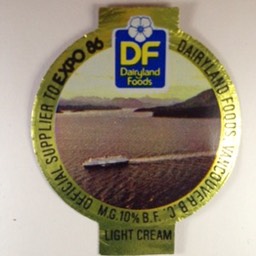 OFFICIAL SUPPLIER TO EXPO 86
DF
Dairyland
Foods
DAIRYLAND FOODS, VANCOUVER B.C.
M.G. 10% B.F.
LIGHT CREAM